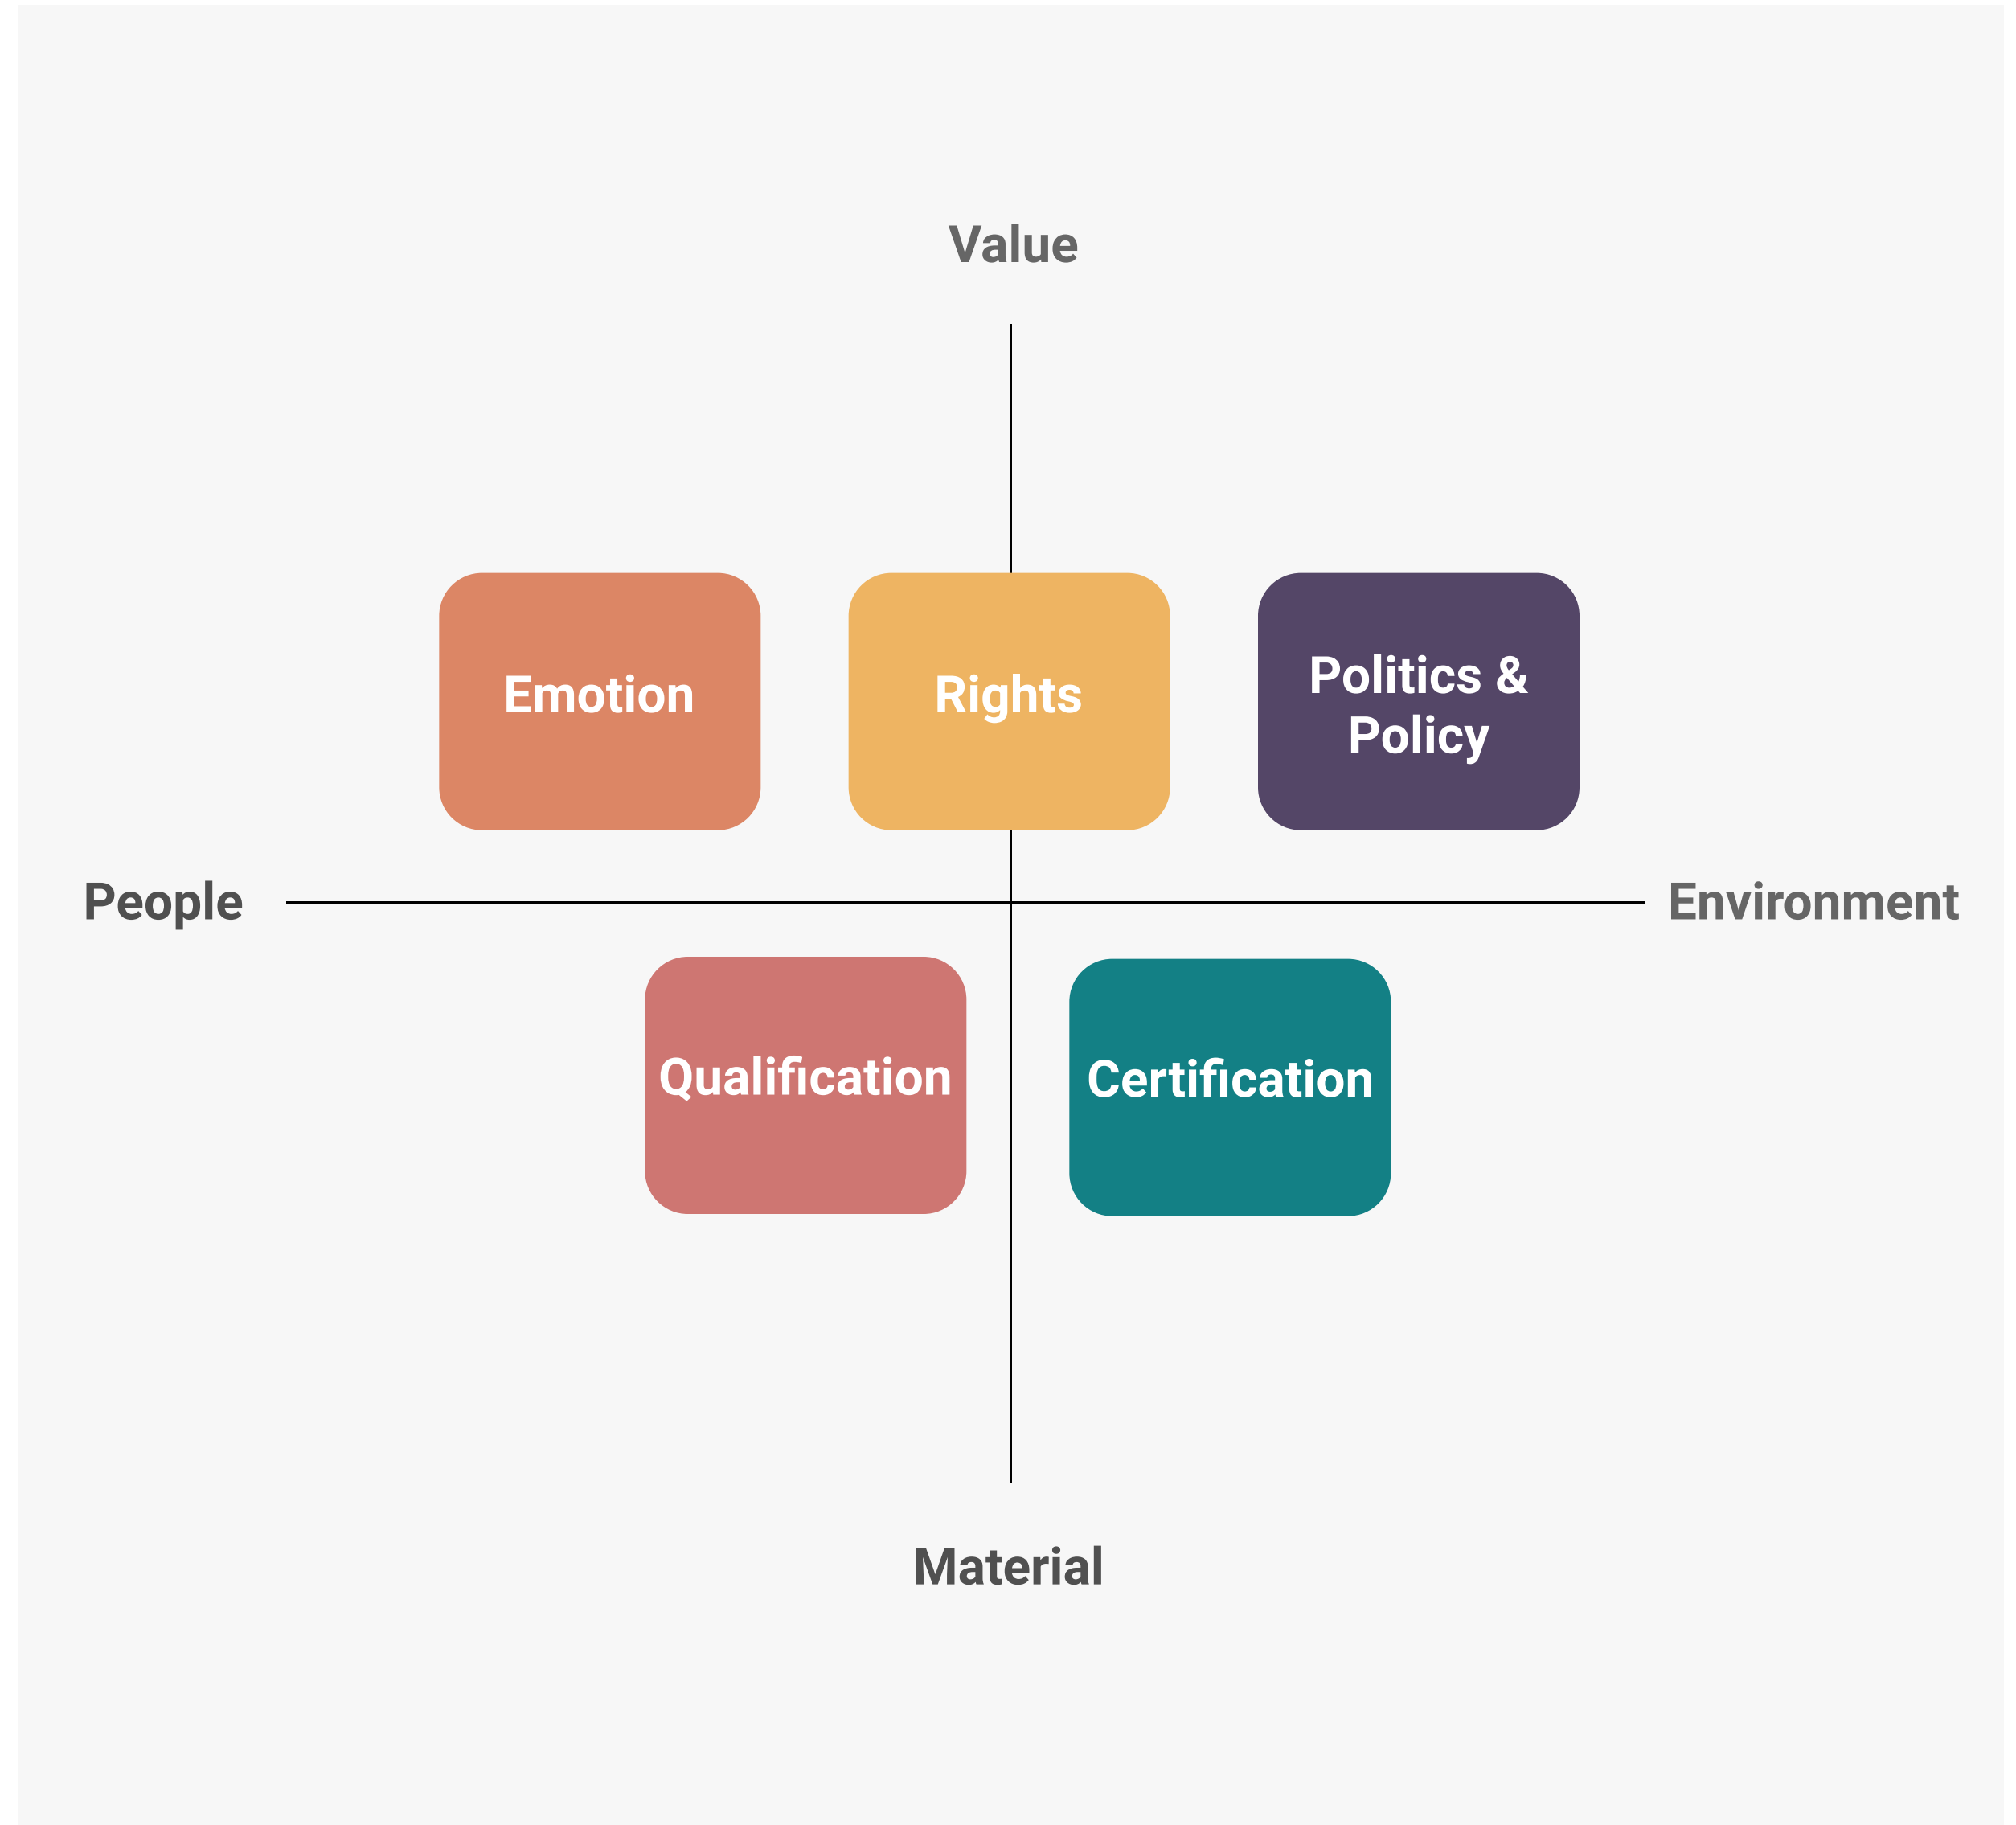 Value
Emotion
Rights
Politics &
Policy
People
Environment
Qualification
Certification
Material